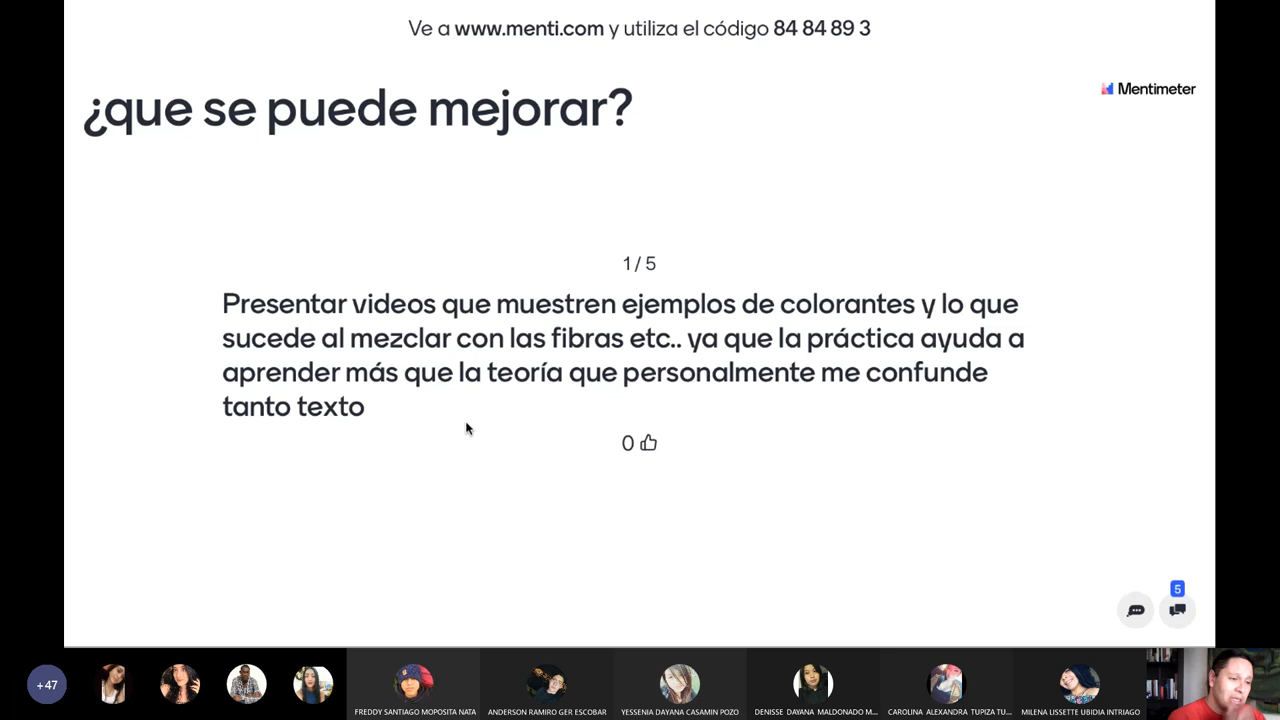 Ve a www.menti.com y utiliza el código 84 84 89 3
¿que se puede mejorar?
Mentimeter
1 / 5
Presentar videos que muestren ejemplos de colorantes y lo que
sucede al mezclar con las fibras etc.. ya que la práctica ayuda a
aprender más que la teoría que personalmente me confunde
tanto texto
0
5
+47
FREDDY SANTIAGO MOPOSITA NATA
ANDERSON RAMIRO GER ESCOBAR
YESSENIA DAYANA CASAMIN POZO
DENISSE DAYANA MALDONADO M...
CAROLINA ALEXANDRA TUPIZA TU...
MILENA LISSETTE UBIDIA INTRIAGO